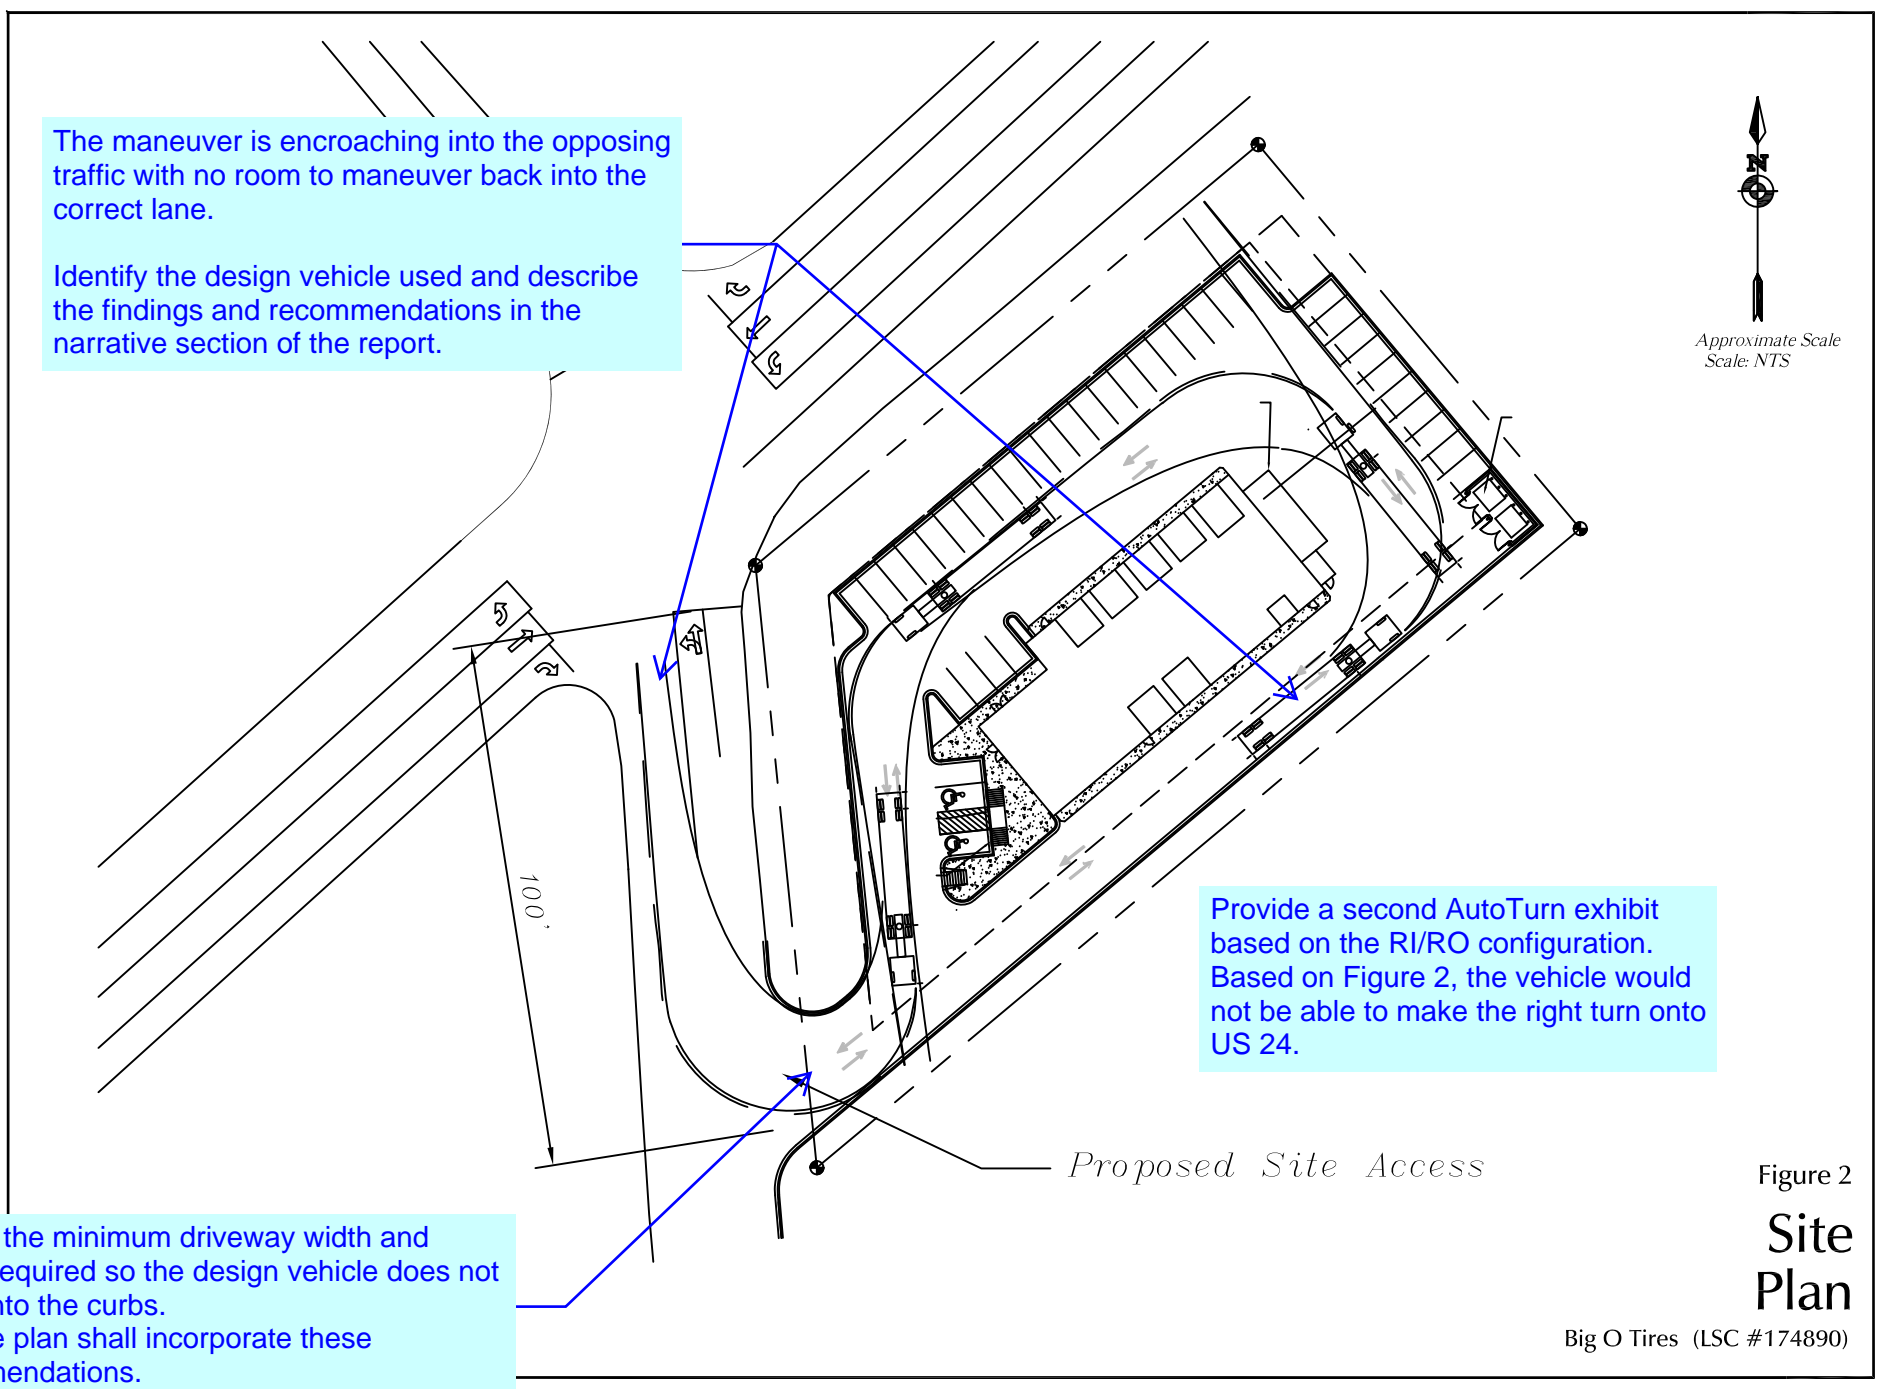 The maneuver is encroaching into the opposing
traffic with no room to maneuver back into the
correct lane.
Identify the design vehicle used and describe
the findings and recommendations in the
narrative section of the report.
N
Approximate Scale
Scale: NTS
100'
Provide a second AutoTurn exhibit
based on the RI/RO configuration.
Based on Figure 2, the vehicle would
not be able to make the right turn onto
US 24.
Proposed Site Access
the minimum driveway width and
required so the design vehicle does not
the curbs.
plan shall incorporate these
Figure 2
Site
Plan
Big O Tires (LSC #174890)